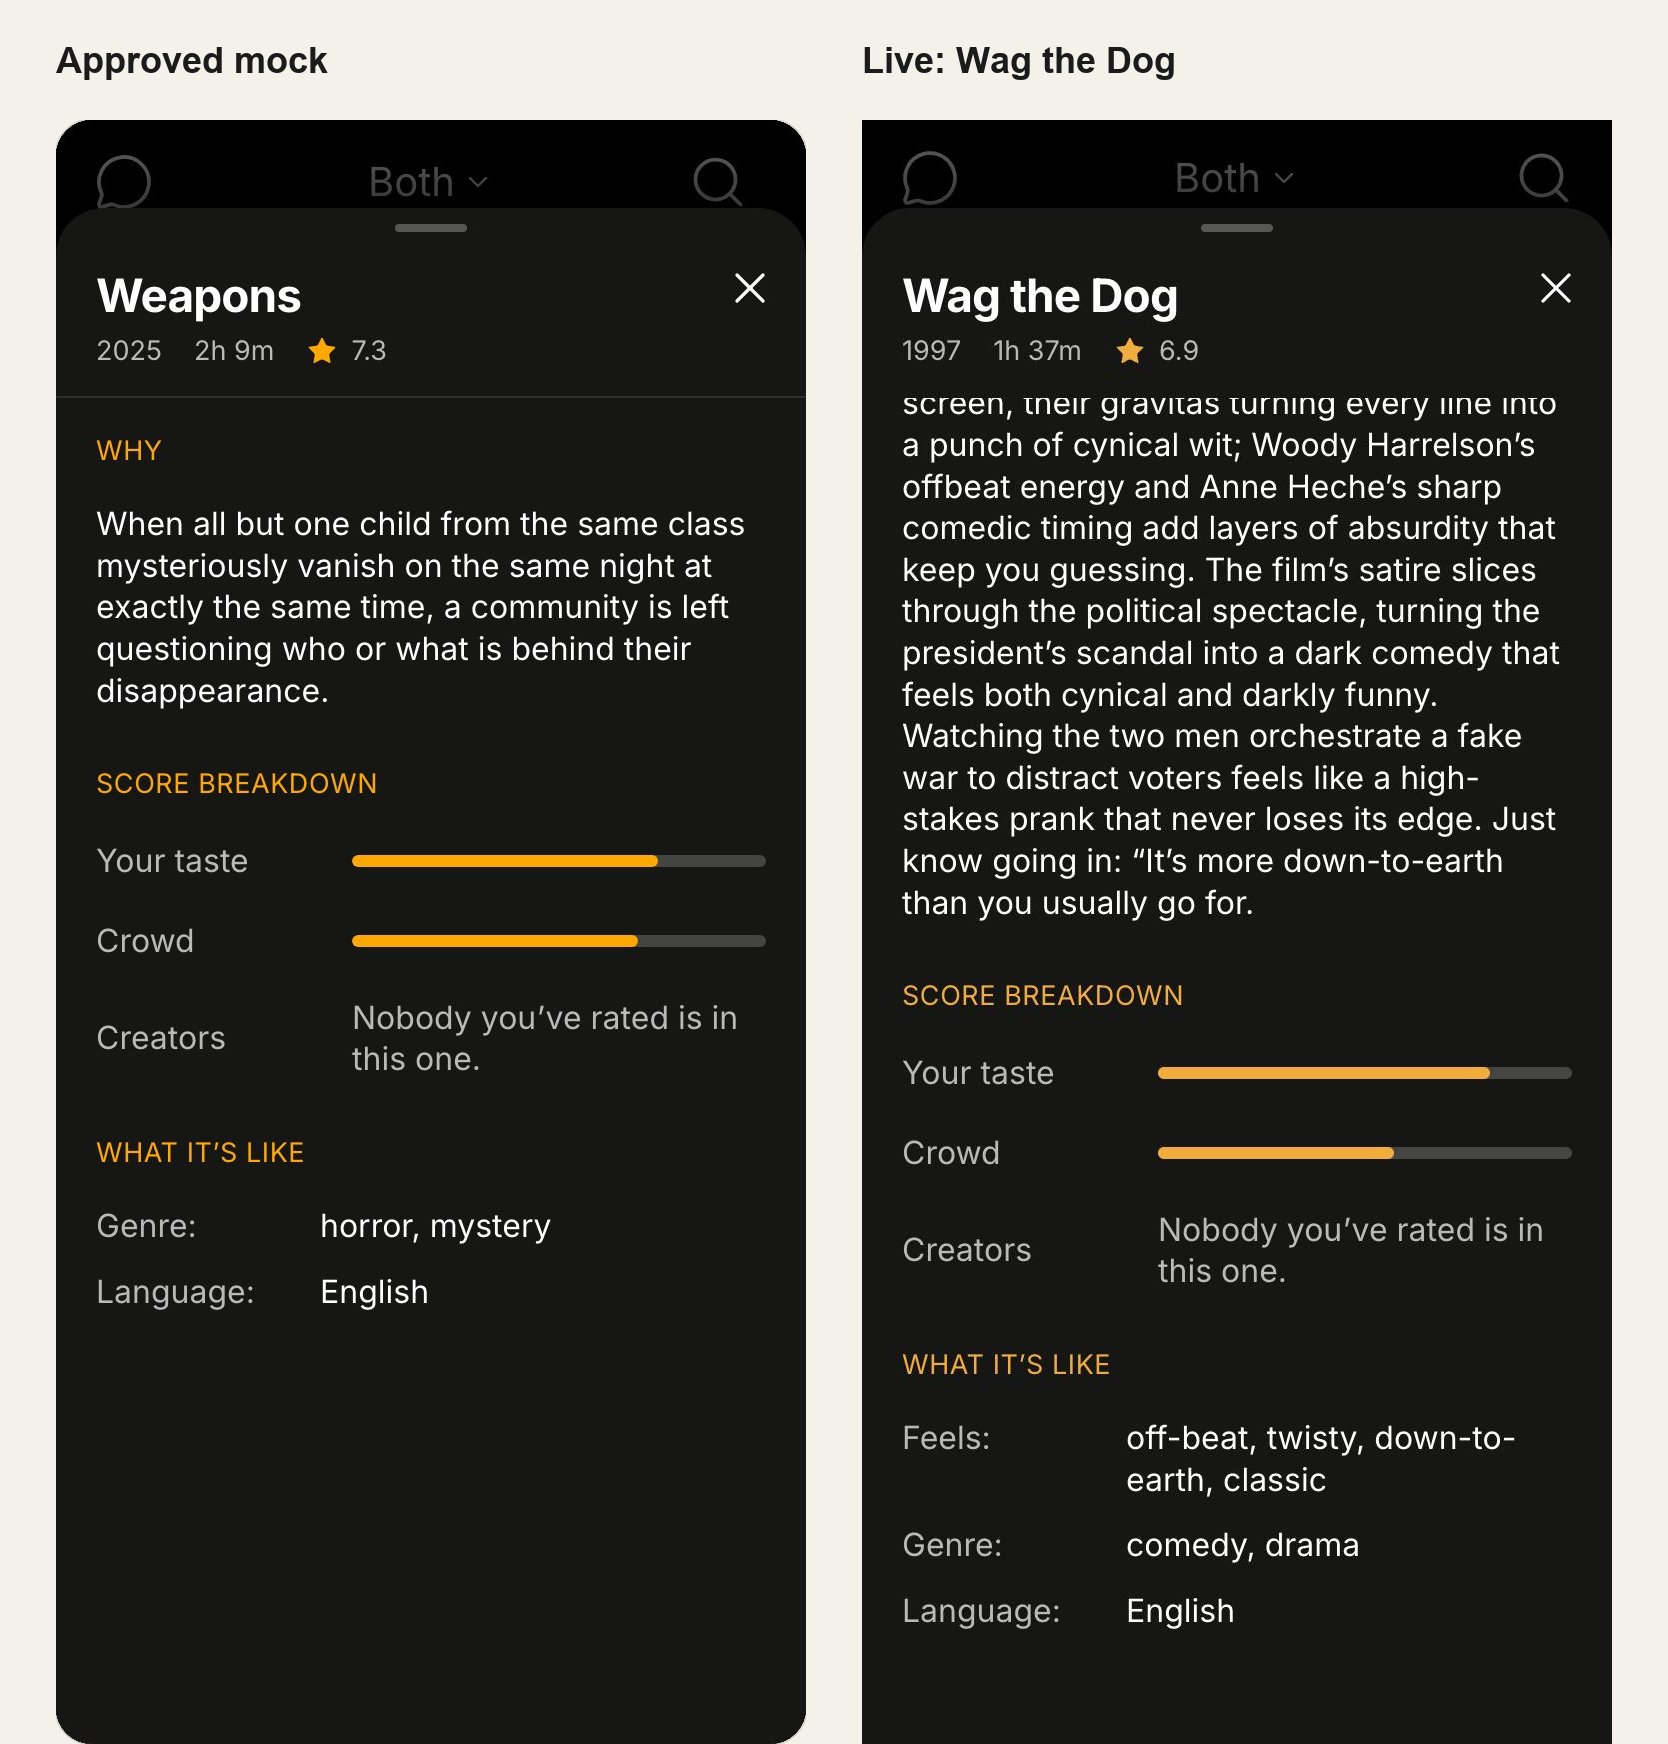 Approved mock
Both
Weapons
2025 2h 9m 7.3
WHY
When all but one child from the same class
mysteriously vanish on the same night at
exactly the same time, a community is left
questioning who or what is behind their
disappearance.
SCORE BREAKDOWN
Your taste
Crowd
Creators
Nobody you’ve rated is in
this one.
WHAT IT’S LIKE
Genre: horror, mystery
Language: English
Live: Wag the Dog
Both
Wag the Dog
1997 1h 37m 6.9
screen, their gravitas turning every line into
a punch of cynical wit; Woody Harrelson’s
offbeat energy and Anne Heche’s sharp
comedic timing add layers of absurdity that
keep you guessing. The film’s satire slices
through the political spectacle, turning the
president’s scandal into a dark comedy that
feels both cynical and darkly funny.
Watching the two men orchestrate a fake
war to distract voters feels like a high-
stakes prank that never loses its edge. Just
know going in: “It’s more down-to-earth
than you usually go for.
SCORE BREAKDOWN
Your taste
Crowd
Creators
Nobody you’ve rated is in
this one.
WHAT IT’S LIKE
Feels: off-beat, twisty, down-to-
earth, classic
Genre: comedy, drama
Language: English